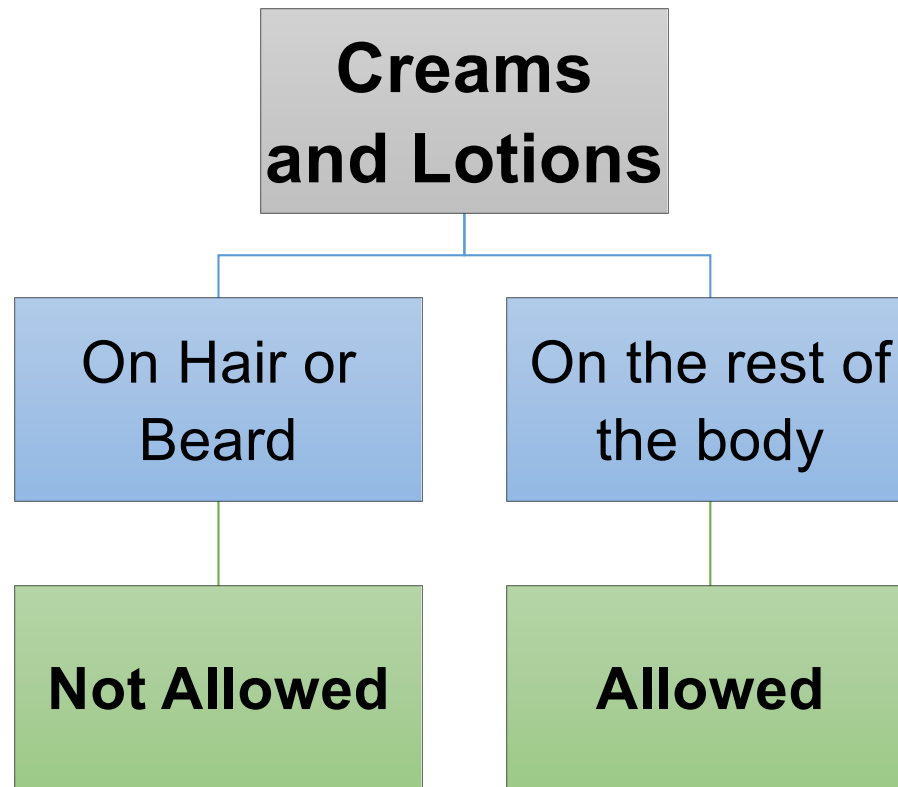 Creams
and Lotions
On Hair or
Beard
On the rest of
the body
Not Allowed
Allowed